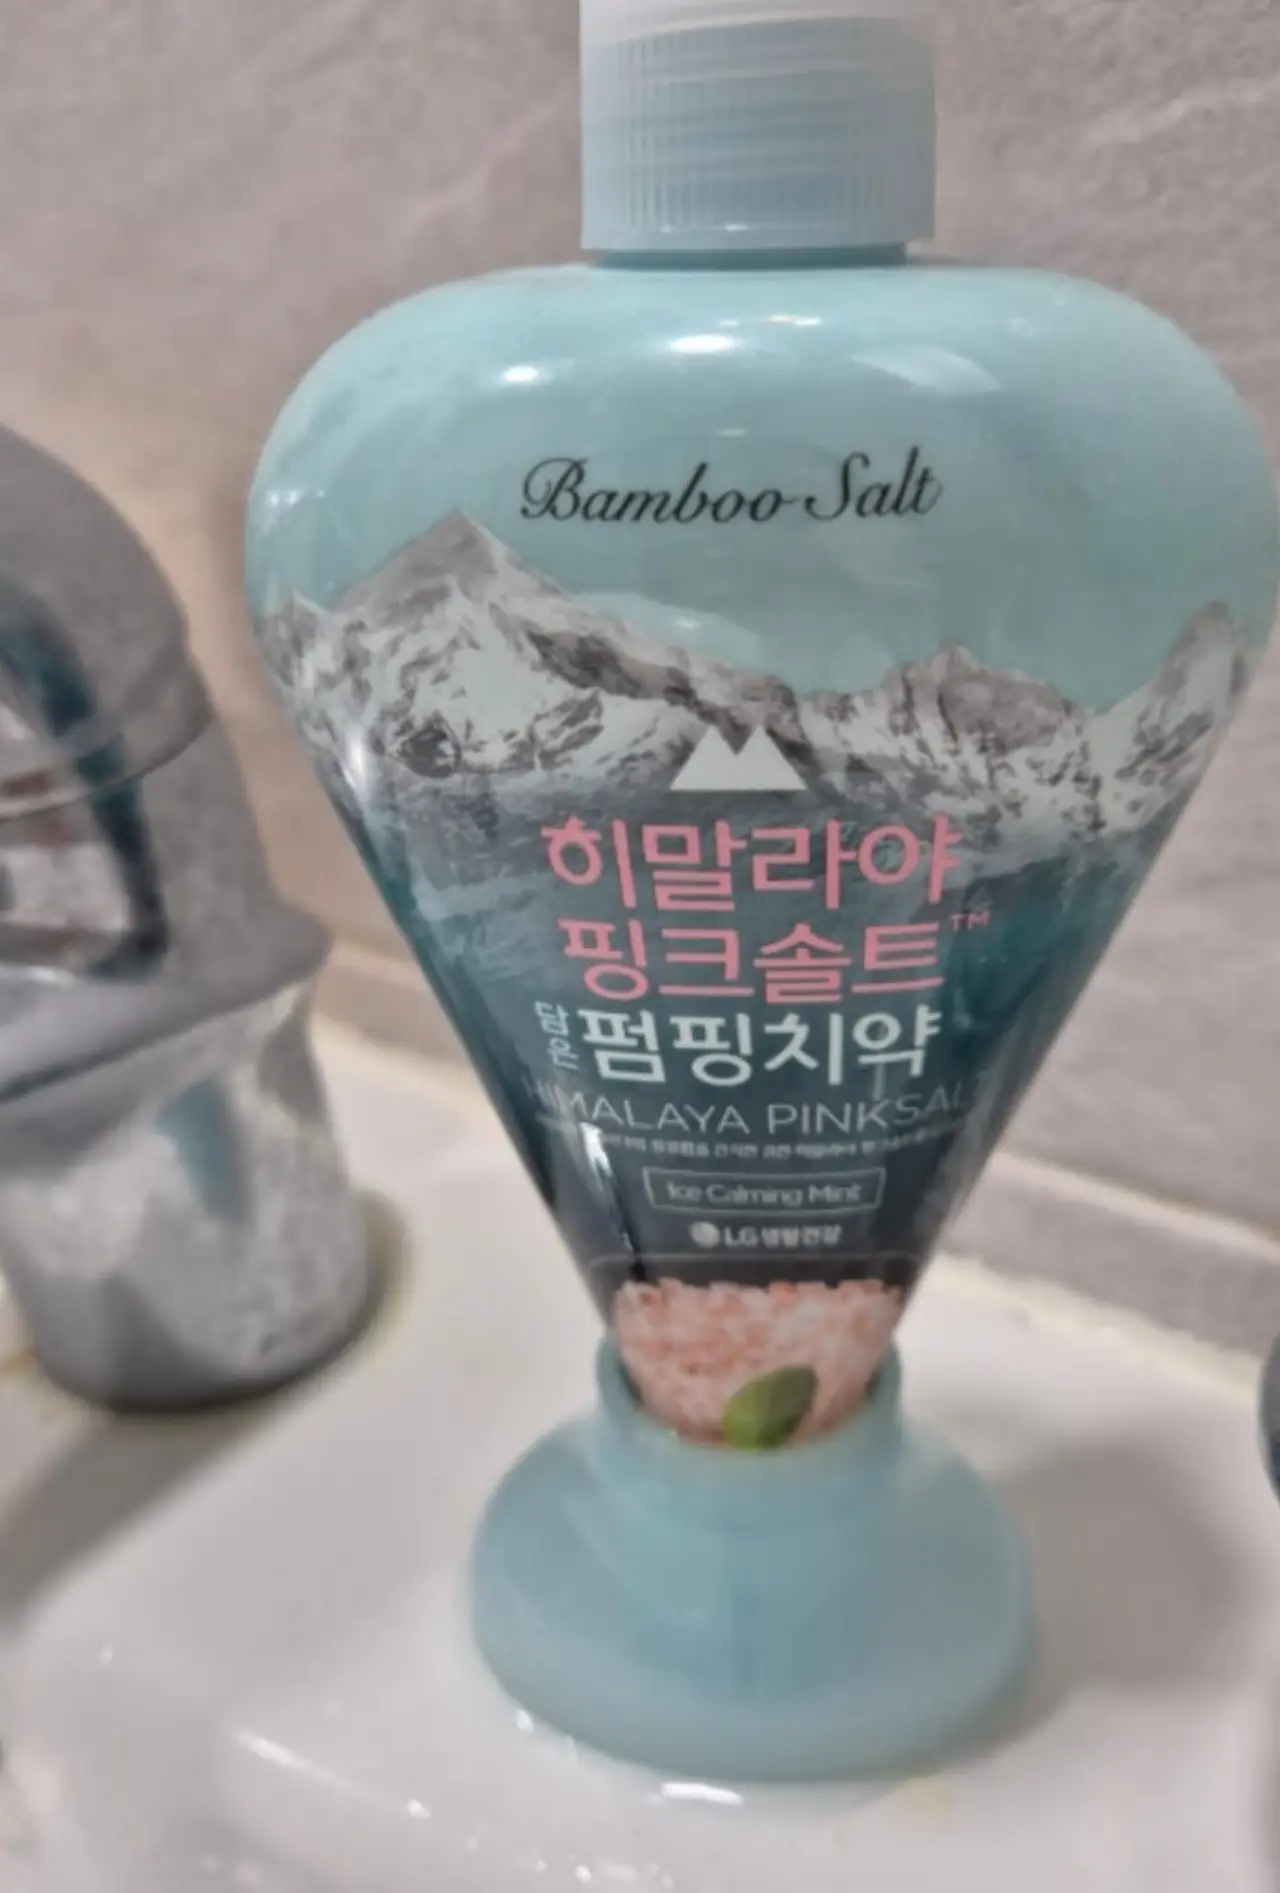 Bamboo Salt
히말라야
핑크솔트™
담은 펌핑치약
HIMALAYA PINKSAL
Ice Calming Mint
LG생활건강